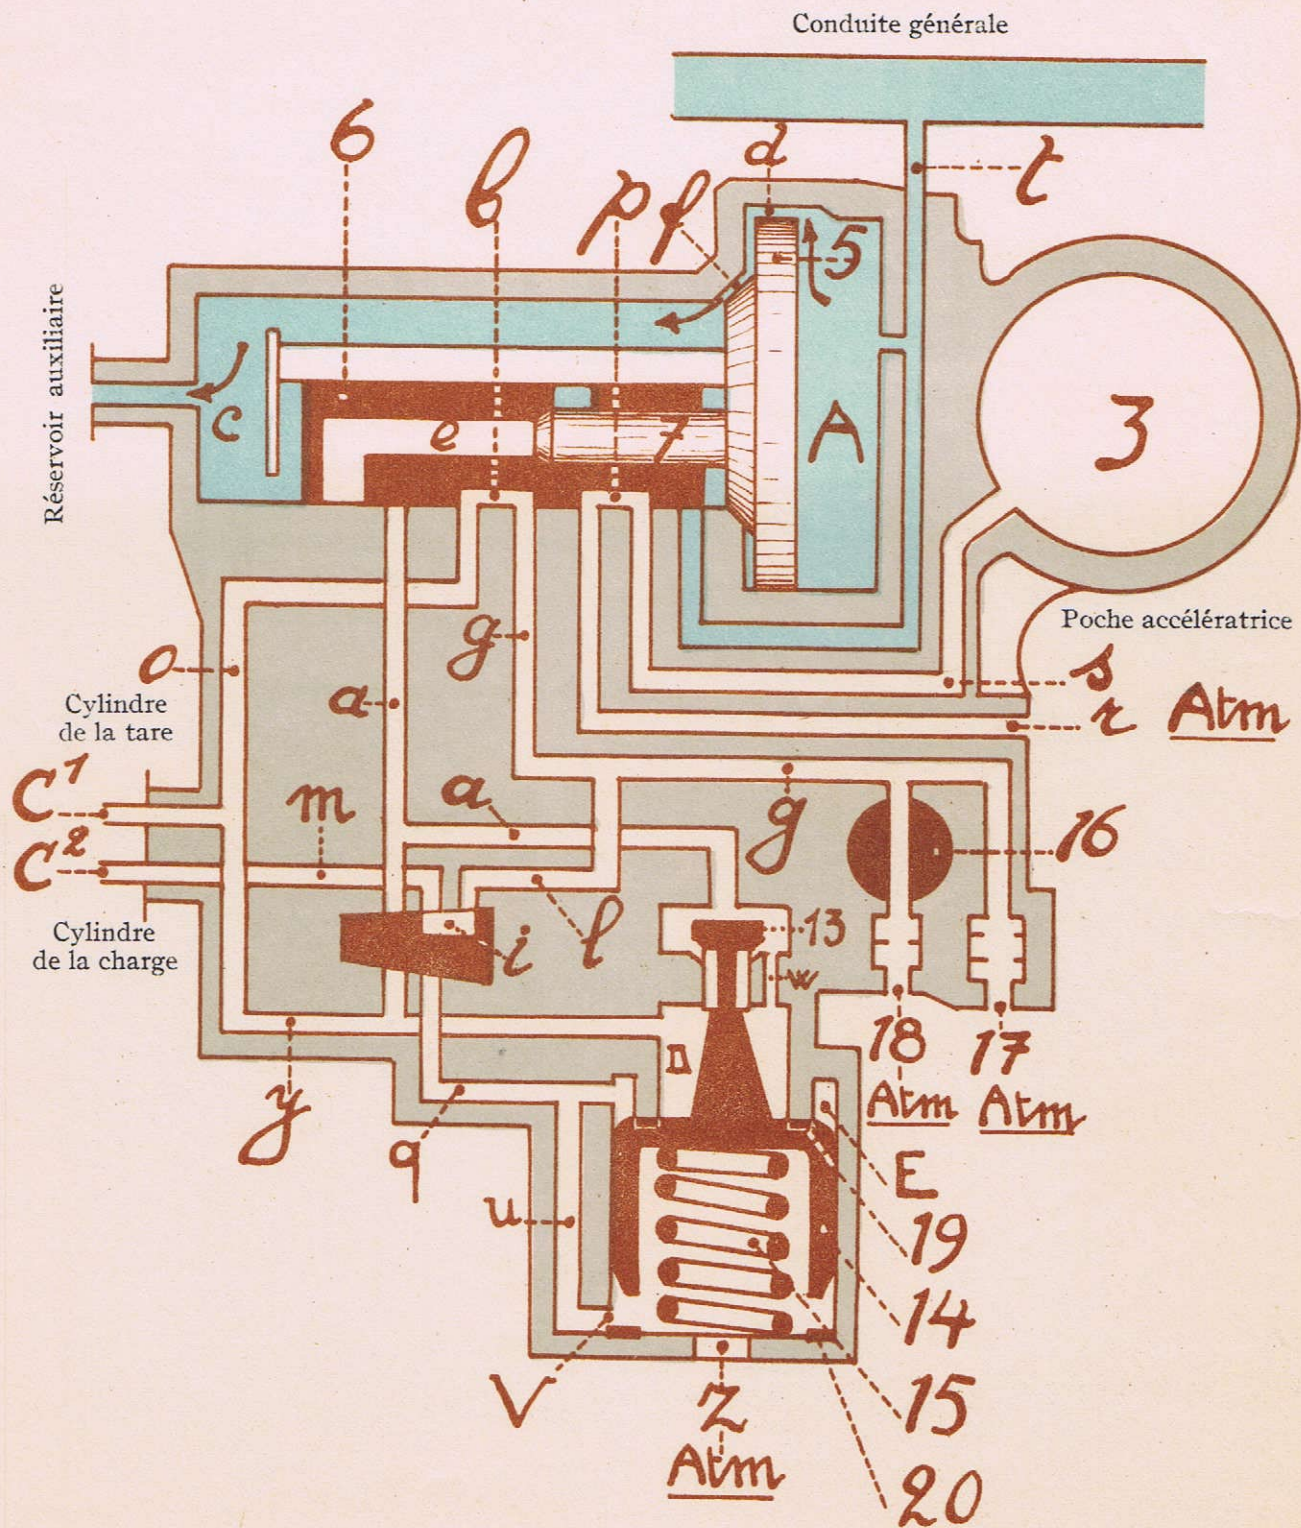 Conduite générale
6
b
p
f
d
t
5
Réservoir auxiliaire
c
e
7
A
3
Poche accélératrice
o
g
a
s
r Atm
Cylindre
de la tare
C1
m
a
g
16
C2
l
i
13
w
Cylindre
de la charge
18
Atm
17
Atm
D
y
q
E
u
19
14
V
Z
Atm
15
20